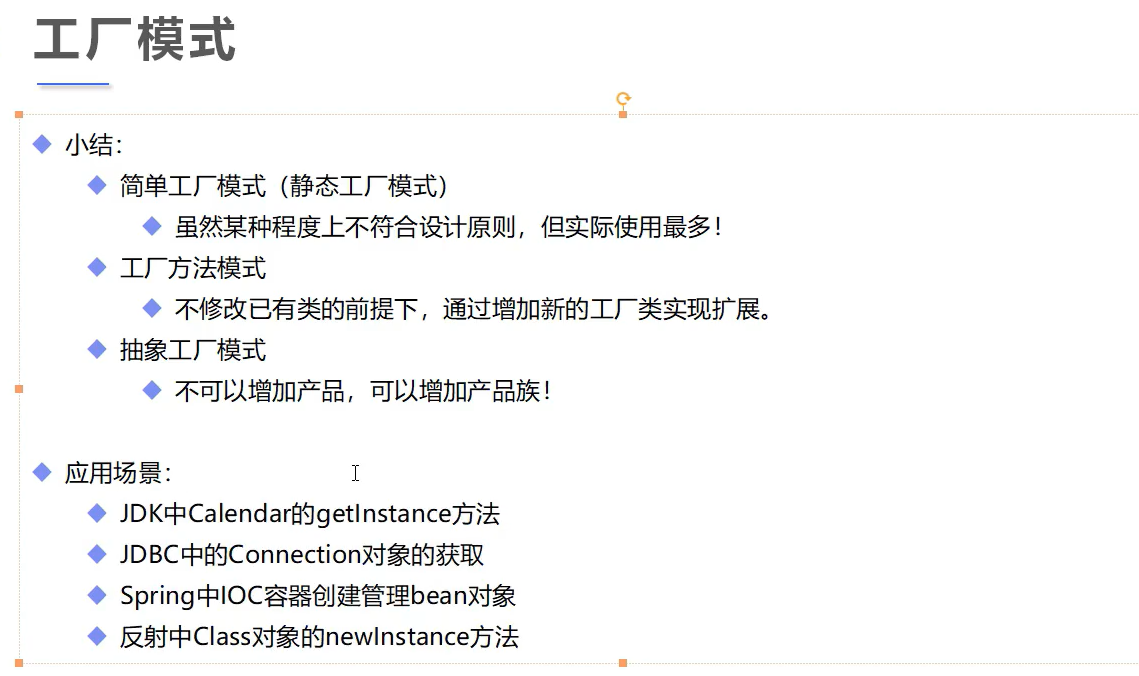 工厂模式
小结：
简单工厂模式（静态工厂模式）
虽然某种程度上不符合设计原则，但实际使用最多！
工厂方法模式
不修改已有类的前提下，通过增加新的工厂类实现扩展。
抽象工厂模式
不可以增加产品，可以增加产品族！
应用场景：
JDK中Calendar的getInstance方法
JDBC中的Connection对象的获取
Spring中IOC容器创建管理bean对象
反射中Class对象的newInstance方法